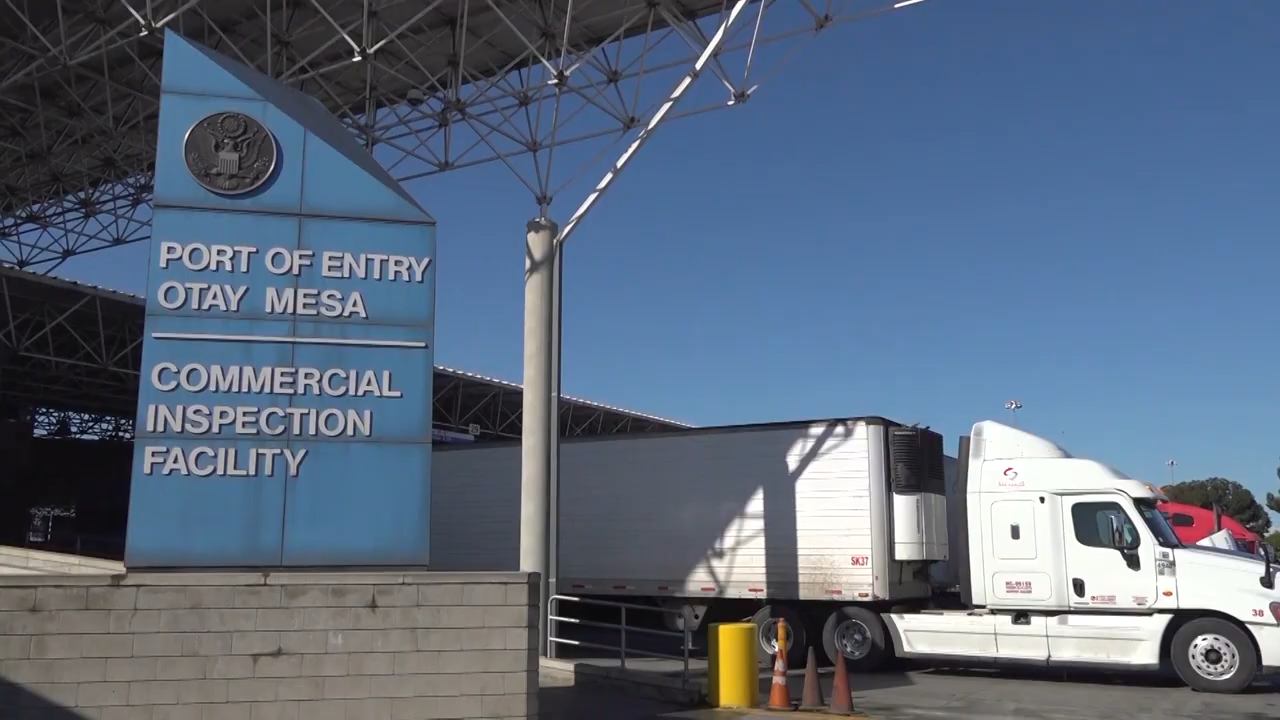 PORT OF ENTRY
OTAY MESA
COMMERCIAL
INSPECTION
FACILITY
SK37
38